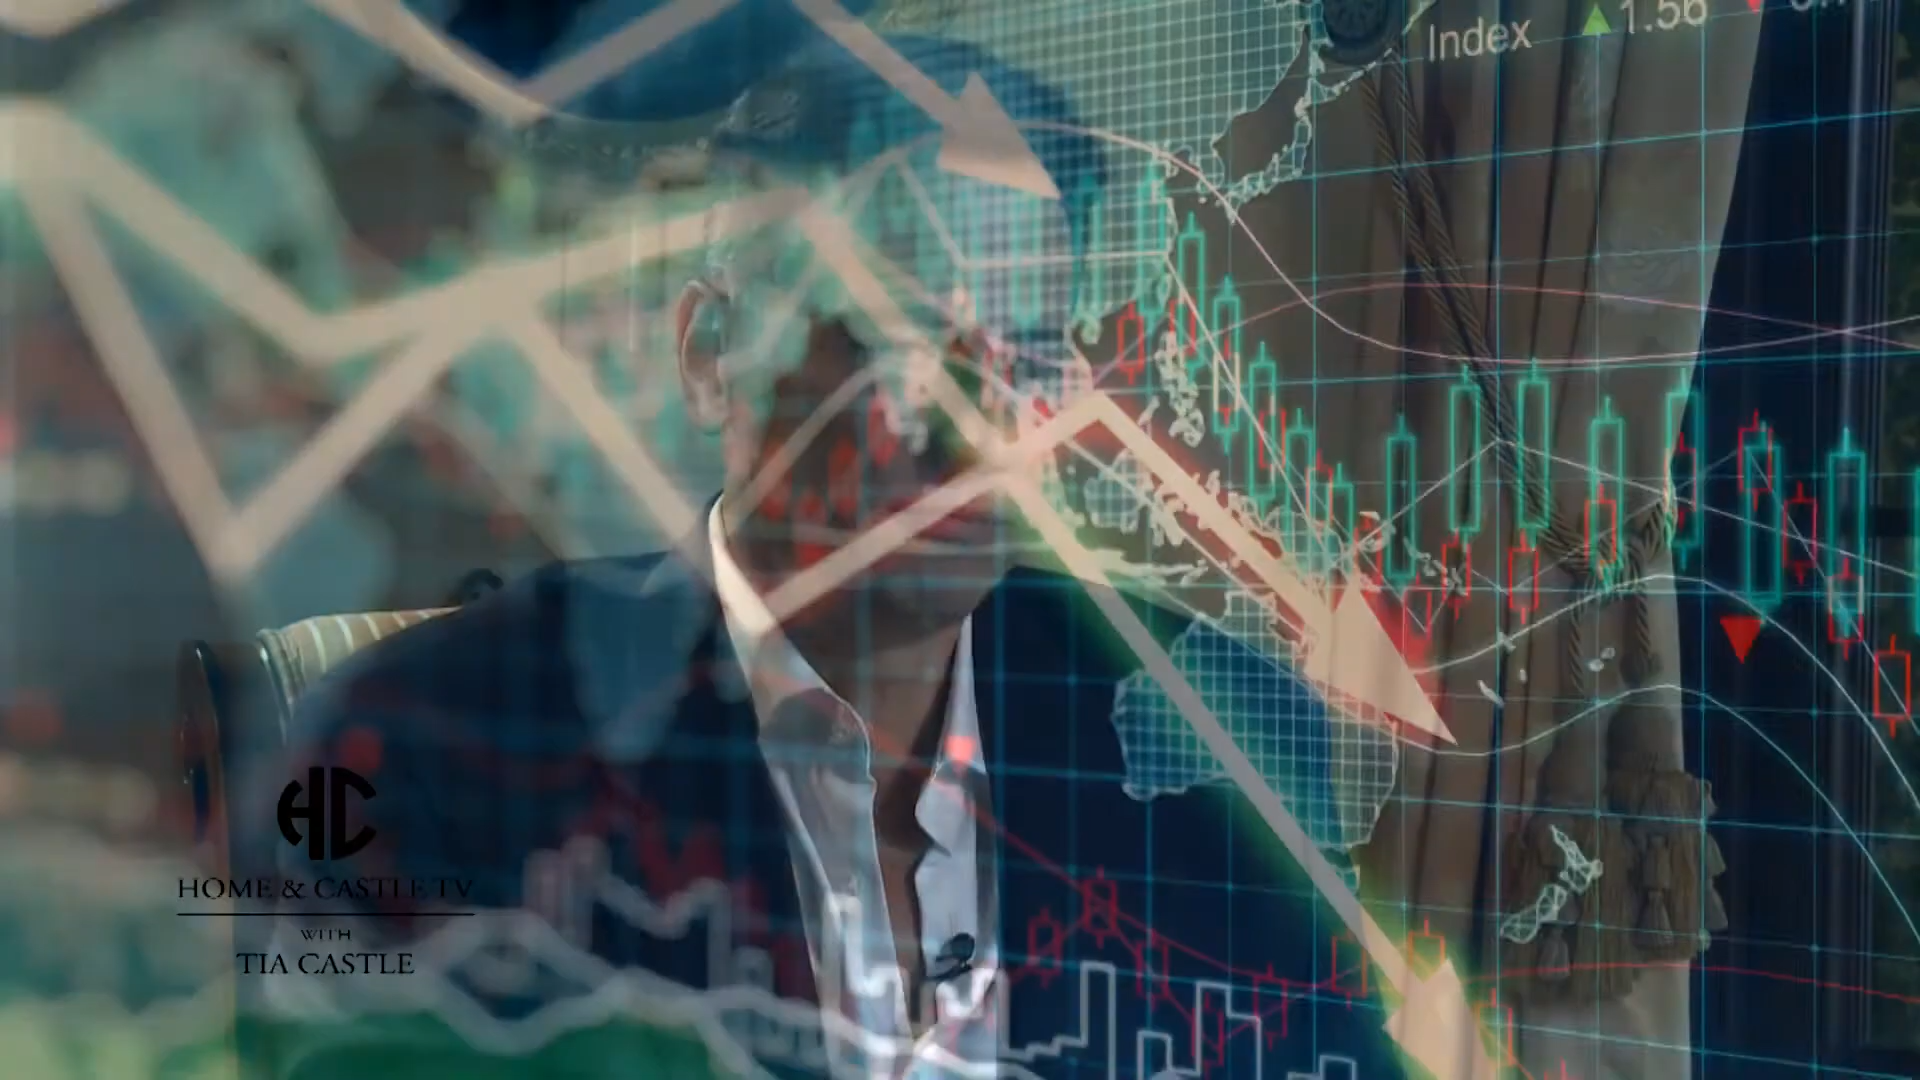 Index ▲1.56
HC
HOME & CASTLE TV
WITH
TIA CASTLE